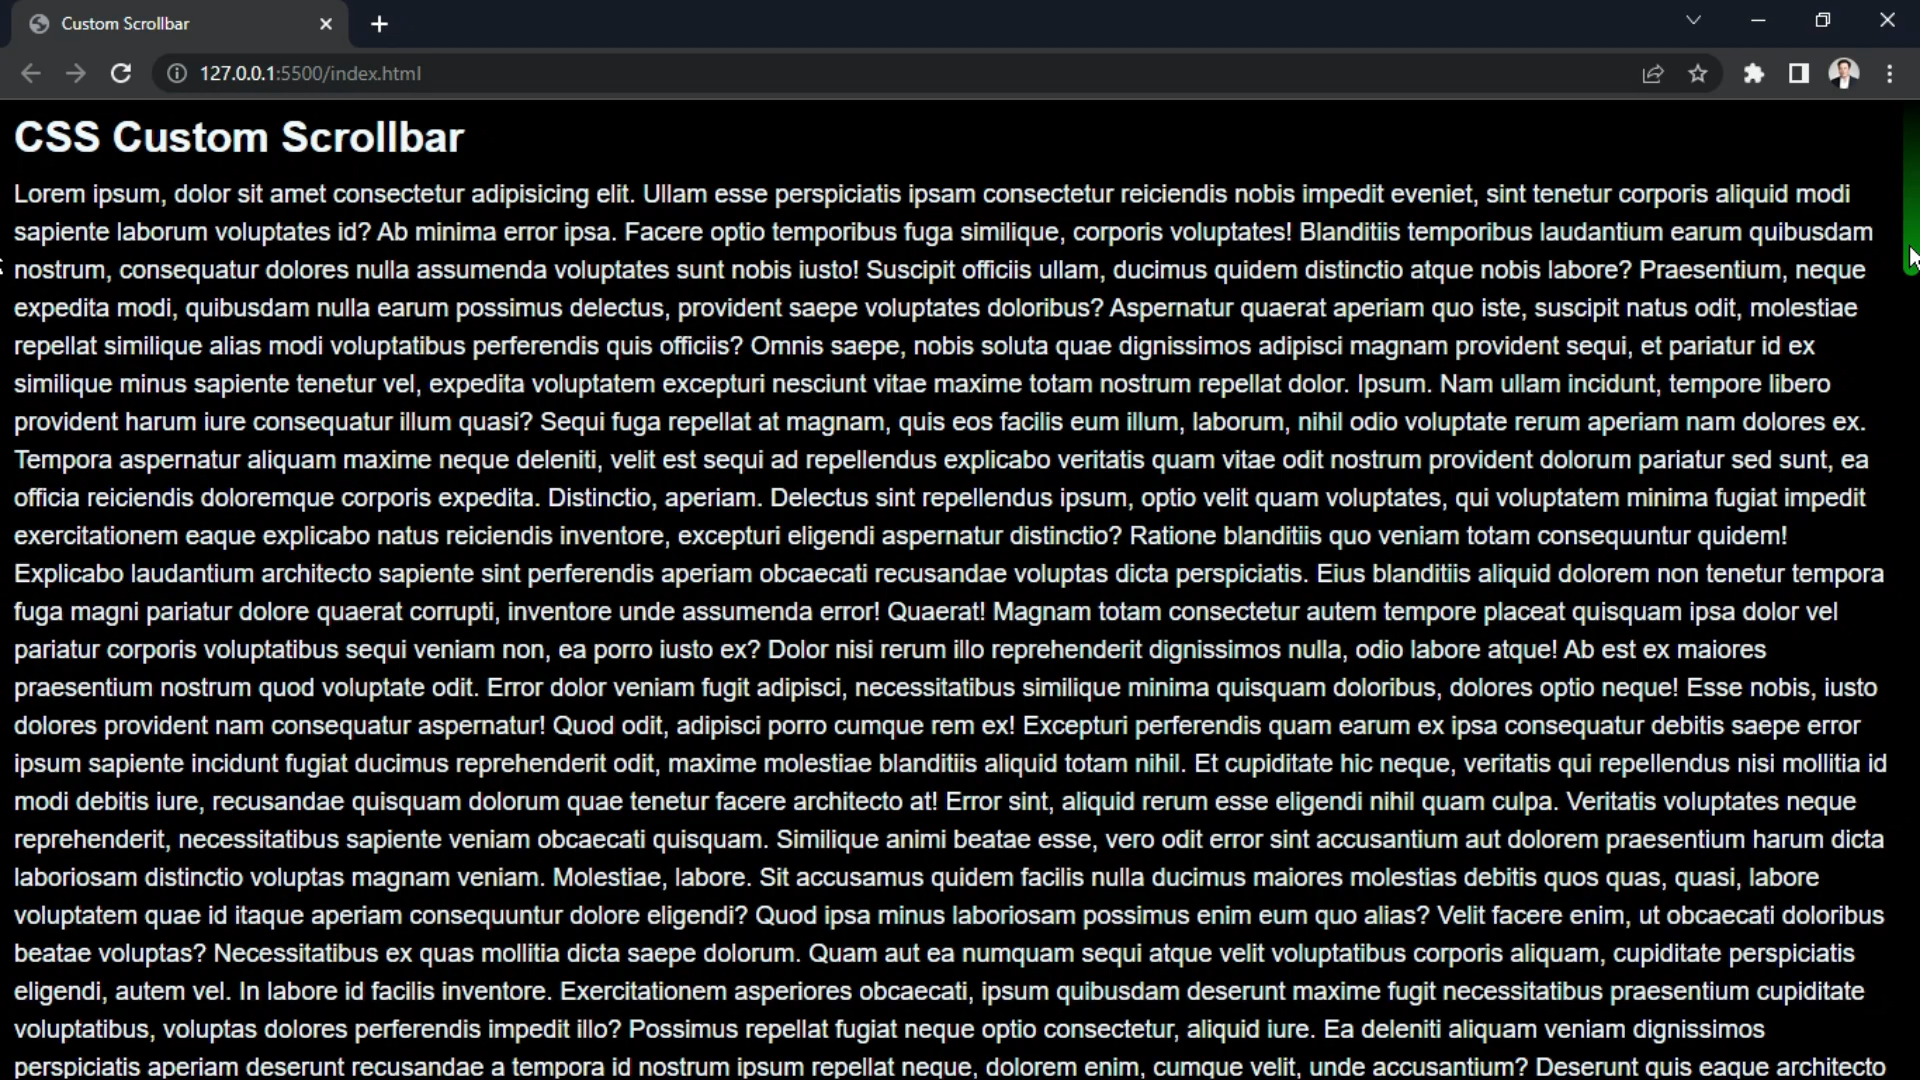 Custom Scrollbar
127.0.0.1:5500/index.html
CSS Custom Scrollbar
Lorem ipsum, dolor sit amet consectetur adipisicing elit. Ullam esse perspiciatis ipsam consectetur reiciendis nobis impedit eveniet, sint tenetur corporis aliquid modi
sapiente laborum voluptates id? Ab minima error ipsa. Facere optio temporibus fuga similique, corporis voluptates! Blanditiis temporibus laudantium earum quibusdam
nostrum, consequatur dolores nulla assumenda voluptates sunt nobis iusto! Suscipit officiis ullam, ducimus quidem distinctio atque nobis labore? Praesentium, neque
expedita modi, quibusdam nulla earum possimus delectus, provident saepe voluptates doloribus? Aspernatur quaerat aperiam quo iste, suscipit natus odit, molestiae
repellat similique alias modi voluptatibus perferendis quis officiis? Omnis saepe, nobis soluta quae dignissimos adipisci magnam provident sequi, et pariatur id ex
similique minus sapiente tenetur vel, expedita voluptatem excepturi nesciunt vitae maxime totam nostrum repellat dolor. Ipsum. Nam ullam incidunt, tempore libero
provident harum iure consequatur illum quasi? Sequi fuga repellat at magnam, quis eos facilis eum illum, laborum, nihil odio voluptate rerum aperiam nam dolores ex.
Tempora aspernatur aliquam maxime neque deleniti, velit est sequi ad repellendus explicabo veritatis quam vitae odit nostrum provident dolorum pariatur sed sunt, ea
officia reiciendis doloremque corporis expedita. Distinctio, aperiam. Delectus sint repellendus ipsum, optio velit quam voluptates, qui voluptatem minima fugiat impedit
exercitationem eaque explicabo natus reiciendis inventore, excepturi eligendi aspernatur distinctio? Ratione blanditiis quo veniam totam consequuntur quidem!
Explicabo laudantium architecto sapiente sint perferendis aperiam obcaecati recusandae voluptas dicta perspiciatis. Eius blanditiis aliquid dolorem non tenetur tempora
fuga magni pariatur dolore quaerat corrupti, inventore unde assumenda error! Quaerat! Magnam totam consectetur autem tempore placeat quisquam ipsa dolor vel
pariatur corporis voluptatibus sequi veniam non, ea porro iusto ex? Dolor nisi rerum illo reprehenderit dignissimos nulla, odio labore atque! Ab est ex maiores
praesentium nostrum quod voluptate odit. Error dolor veniam fugit adipisci, necessitatibus similique minima quisquam doloribus, dolores optio neque! Esse nobis, iusto
dolores provident nam consequatur aspernatur! Quod odit, adipisci porro cumque rem ex! Excepturi perferendis quam earum ex ipsa consequatur debitis saepe error
ipsum sapiente incidunt fugiat ducimus reprehenderit odit, maxime molestiae blanditiis aliquid totam nihil. Et cupiditate hic neque, veritatis qui repellendus nisi mollitia id
modi debitis iure, recusandae quisquam dolorum quae tenetur facere architecto at! Error sint, aliquid rerum esse eligendi nihil quam culpa. Veritatis voluptates neque
reprehenderit, necessitatibus sapiente veniam obcaecati quisquam. Similique animi beatae esse, vero odit error sint accusantium aut dolorem praesentium harum dicta
laboriosam distinctio voluptas magnam veniam. Molestiae, labore. Sit accusamus quidem facilis nulla ducimus maiores molestias debitis quos quas, quasi, labore
voluptatem quae id itaque aperiam consequuntur dolore eligendi? Quod ipsa minus laboriosam possimus enim eum quo alias? Velit facere enim, ut obcaecati doloribus
beatae voluptas? Necessitatibus ex quas mollitia dicta saepe dolorum. Quam aut ea numquam sequi atque velit voluptatibus corporis aliquam, cupiditate perspiciatis
eligendi, autem vel. In labore id facilis inventore. Exercitationem asperiores obcaecati, ipsum quibusdam deserunt maxime fugit necessitatibus praesentium cupiditate
voluptatibus, voluptas dolores perferendis impedit illo? Possimus repellat fugiat neque optio consectetur, aliquid iure. Ea deleniti aliquam veniam dignissimos
perspiciatis aperiam deserunt recusandae a tempora id nostrum ipsum repellat neque, dolorem enim, cumque velit, unde accusantium? Deserunt quis eaque architecto